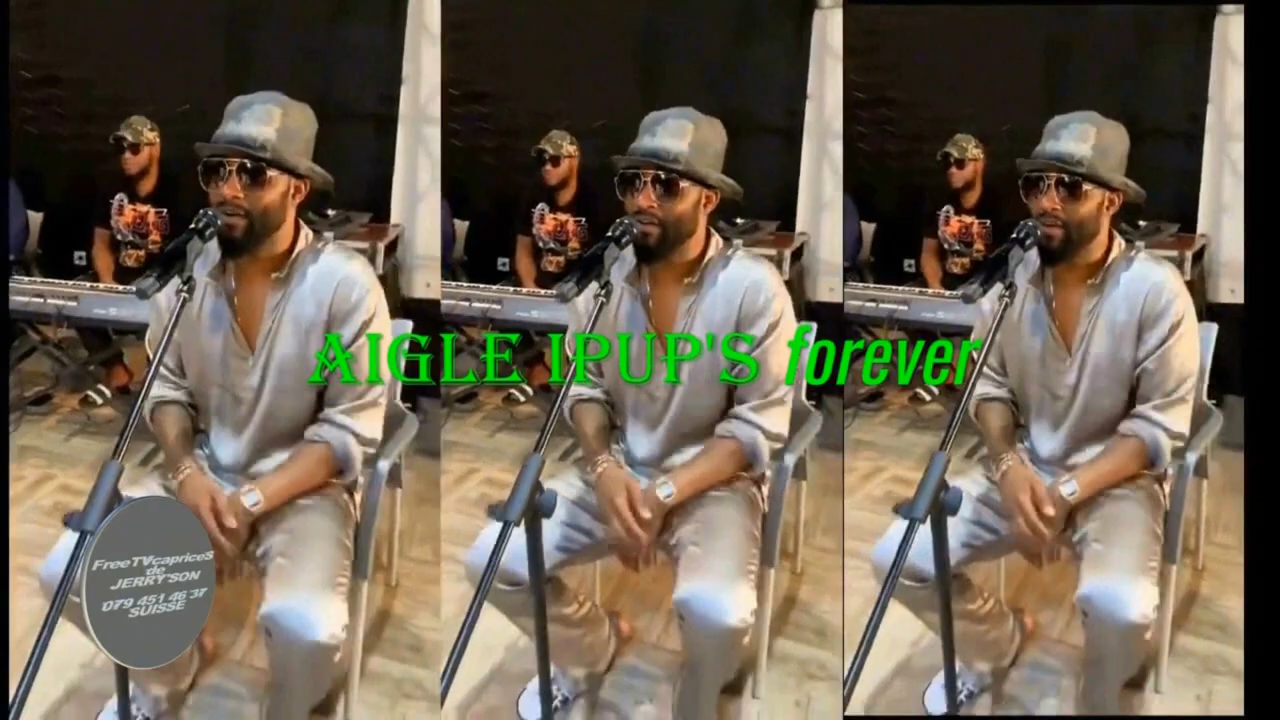 AIGLE IPUP'S forever
FreeTVcapriceS
de
JERRY'SON
079 451 46 37
SUISSE